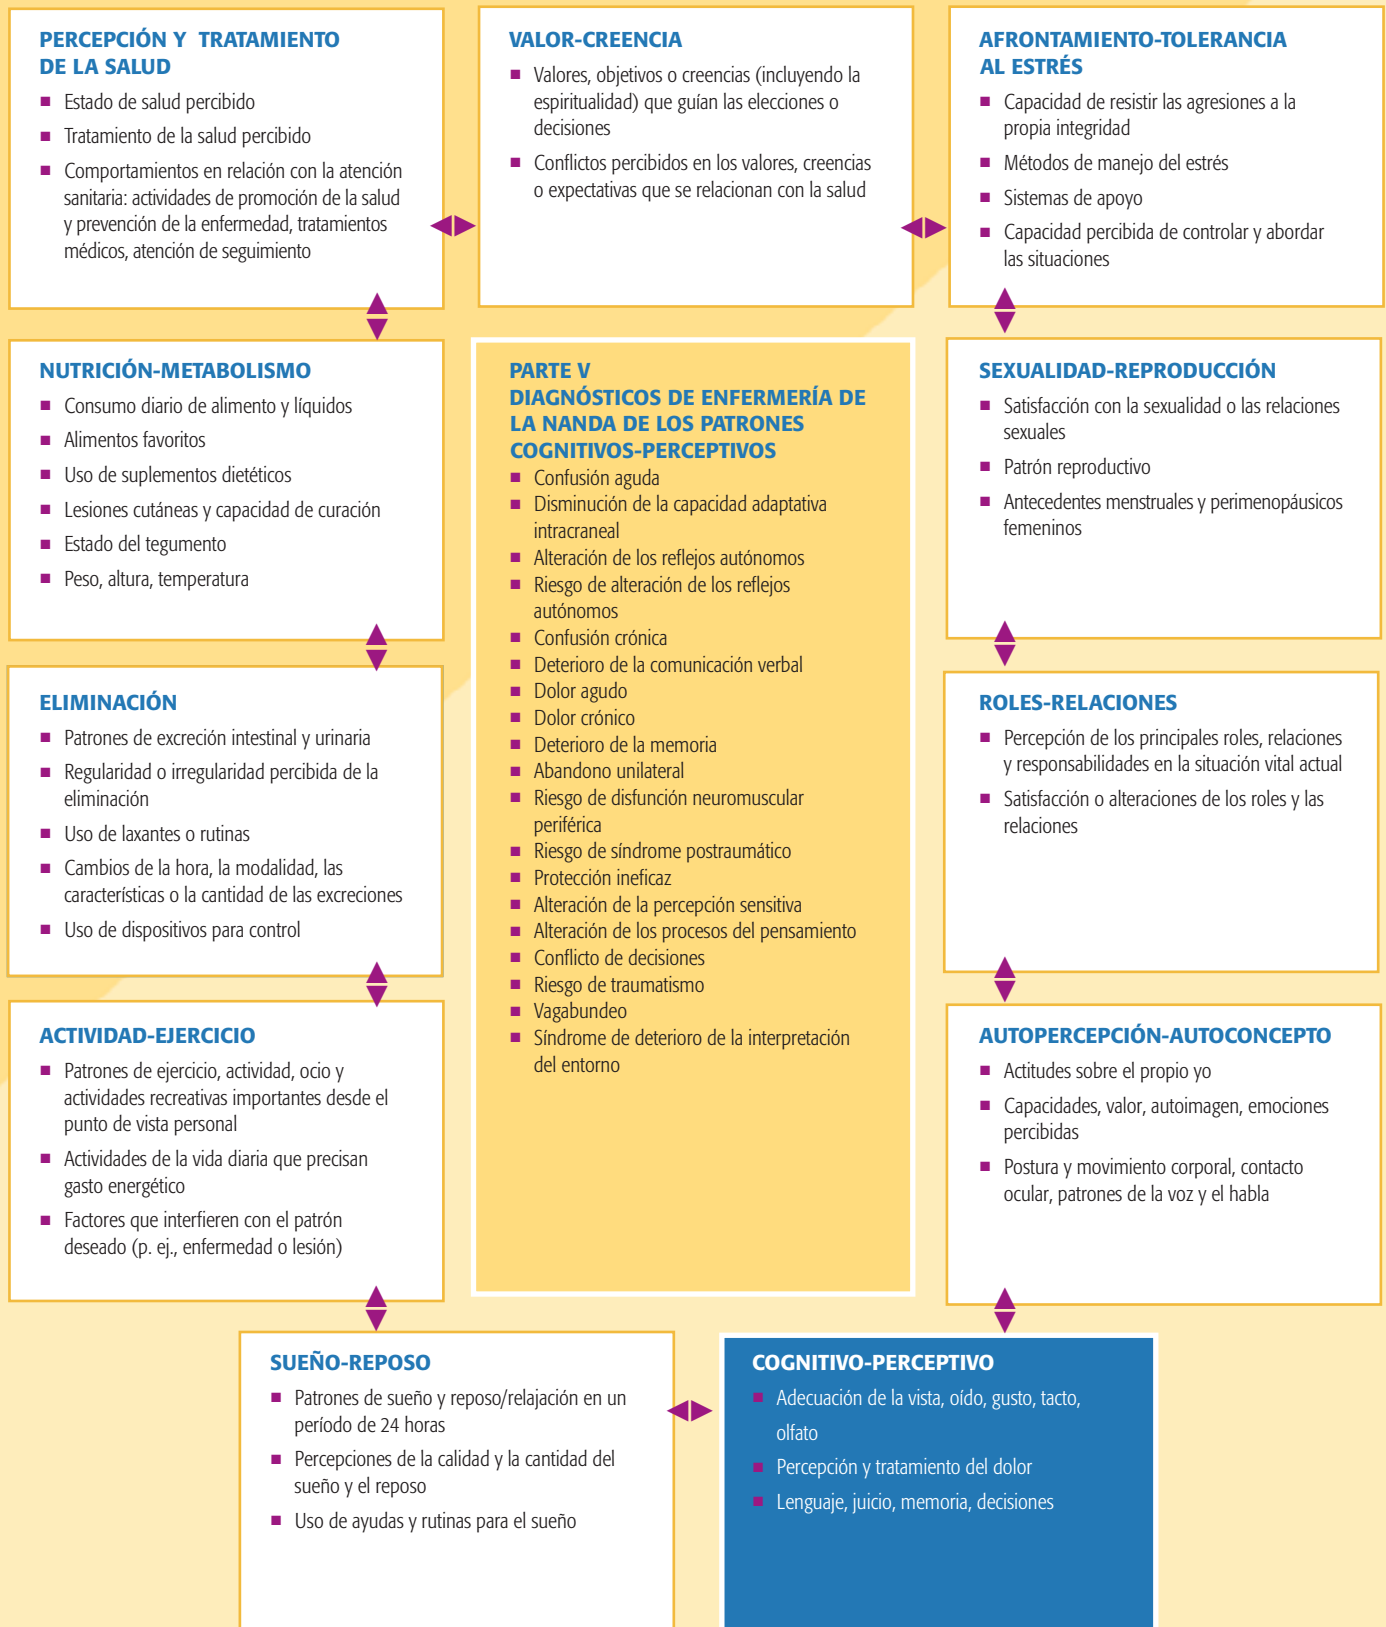 PERCEPCIÓN Y TRATAMIENTO
DE LA SALUD
■ Estado de salud percibido
■ Tratamiento de la salud percibido
■ Comportamientos en relación con la atención
sanitaria: actividades de promoción de la salud
y prevención de la enfermedad, tratamientos
médicos, atención de seguimiento
VALOR-CREENCIA
■ Valores, objetivos o creencias (incluyendo la
espiritualidad) que guían las elecciones o
decisiones
■ Conflictos percibidos en los valores, creencias
o expectativas que se relacionan con la salud
AFRONTAMIENTO-TOLERANCIA
AL ESTRÉS
■ Capacidad de resistir las agresiones a la
propia integridad
■ Métodos de manejo del estrés
■ Sistemas de apoyo
■ Capacidad percibida de controlar y abordar
las situaciones
NUTRICIÓN-METABOLISMO
■ Consumo diario de alimento y líquidos
■ Alimentos favoritos
■ Uso de suplementos dietéticos
■ Lesiones cutáneas y capacidad de curación
■ Estado del tegumento
■ Peso, altura, temperatura
PARTE V
DIAGNÓSTICOS DE ENFERMERÍA DE
LA NANDA DE LOS PATRONES
COGNITIVOS-PERCEPTIVOS
■ Confusión aguda
■ Disminución de la capacidad adaptativa
intracraneal
■ Alteración de los reflejos autónomos
■ Riesgo de alteración de los reflejos
autónomos
■ Confusión crónica
■ Deterioro de la comunicación verbal
■ Dolor agudo
■ Dolor crónico
■ Deterioro de la memoria
■ Abandono unilateral
■ Riesgo de disfunción neuromuscular
periférica
■ Riesgo de síndrome postraumático
■ Protección ineficaz
■ Alteración de la percepción sensitiva
■ Alteración de los procesos del pensamiento
■ Conflicto de decisiones
■ Riesgo de traumatismo
■ Vagabundeo
■ Síndrome de deterioro de la interpretación
del entorno
SEXUALIDAD-REPRODUCCIÓN
■ Satisfacción con la sexualidad o las relaciones
sexuales
■ Patrón reproductivo
■ Antecedentes menstruales y perimenopáusicos
femeninos
ELIMINACIÓN
■ Patrones de excreción intestinal y urinaria
■ Regularidad o irregularidad percibida de la
eliminación
■ Uso de laxantes o rutinas
■ Cambios de la hora, la modalidad, las
características o la cantidad de las excreciones
■ Uso de dispositivos para control
ROLES-RELACIONES
■ Percepción de los principales roles, relaciones
y responsabilidades en la situación vital actual
■ Satisfacción o alteraciones de los roles y las
relaciones
ACTIVIDAD-EJERCICIO
■ Patrones de ejercicio, actividad, ocio y
actividades recreativas importantes desde el
punto de vista personal
■ Actividades de la vida diaria que precisan
gasto energético
■ Factores que interfieren con el patrón
deseado (p. ej., enfermedad o lesión)
AUTOPERCEPCIÓN-AUTOCONCEPTO
■ Actitudes sobre el propio yo
■ Capacidades, valor, autoimagen, emociones
percibidas
■ Postura y movimiento corporal, contacto
ocular, patrones de la voz y el habla
SUEÑO-REPOSO
■ Patrones de sueño y reposo/relajación en un
período de 24 horas
■ Percepciones de la calidad y la cantidad del
sueño y el reposo
■ Uso de ayudas y rutinas para el sueño
COGNITIVO-PERCEPTIVO
■ Adecuación de la vista, oído, gusto, tacto,
olfato
■ Percepción y tratamiento del dolor
■ Lenguaje, juicio, memoria, decisiones